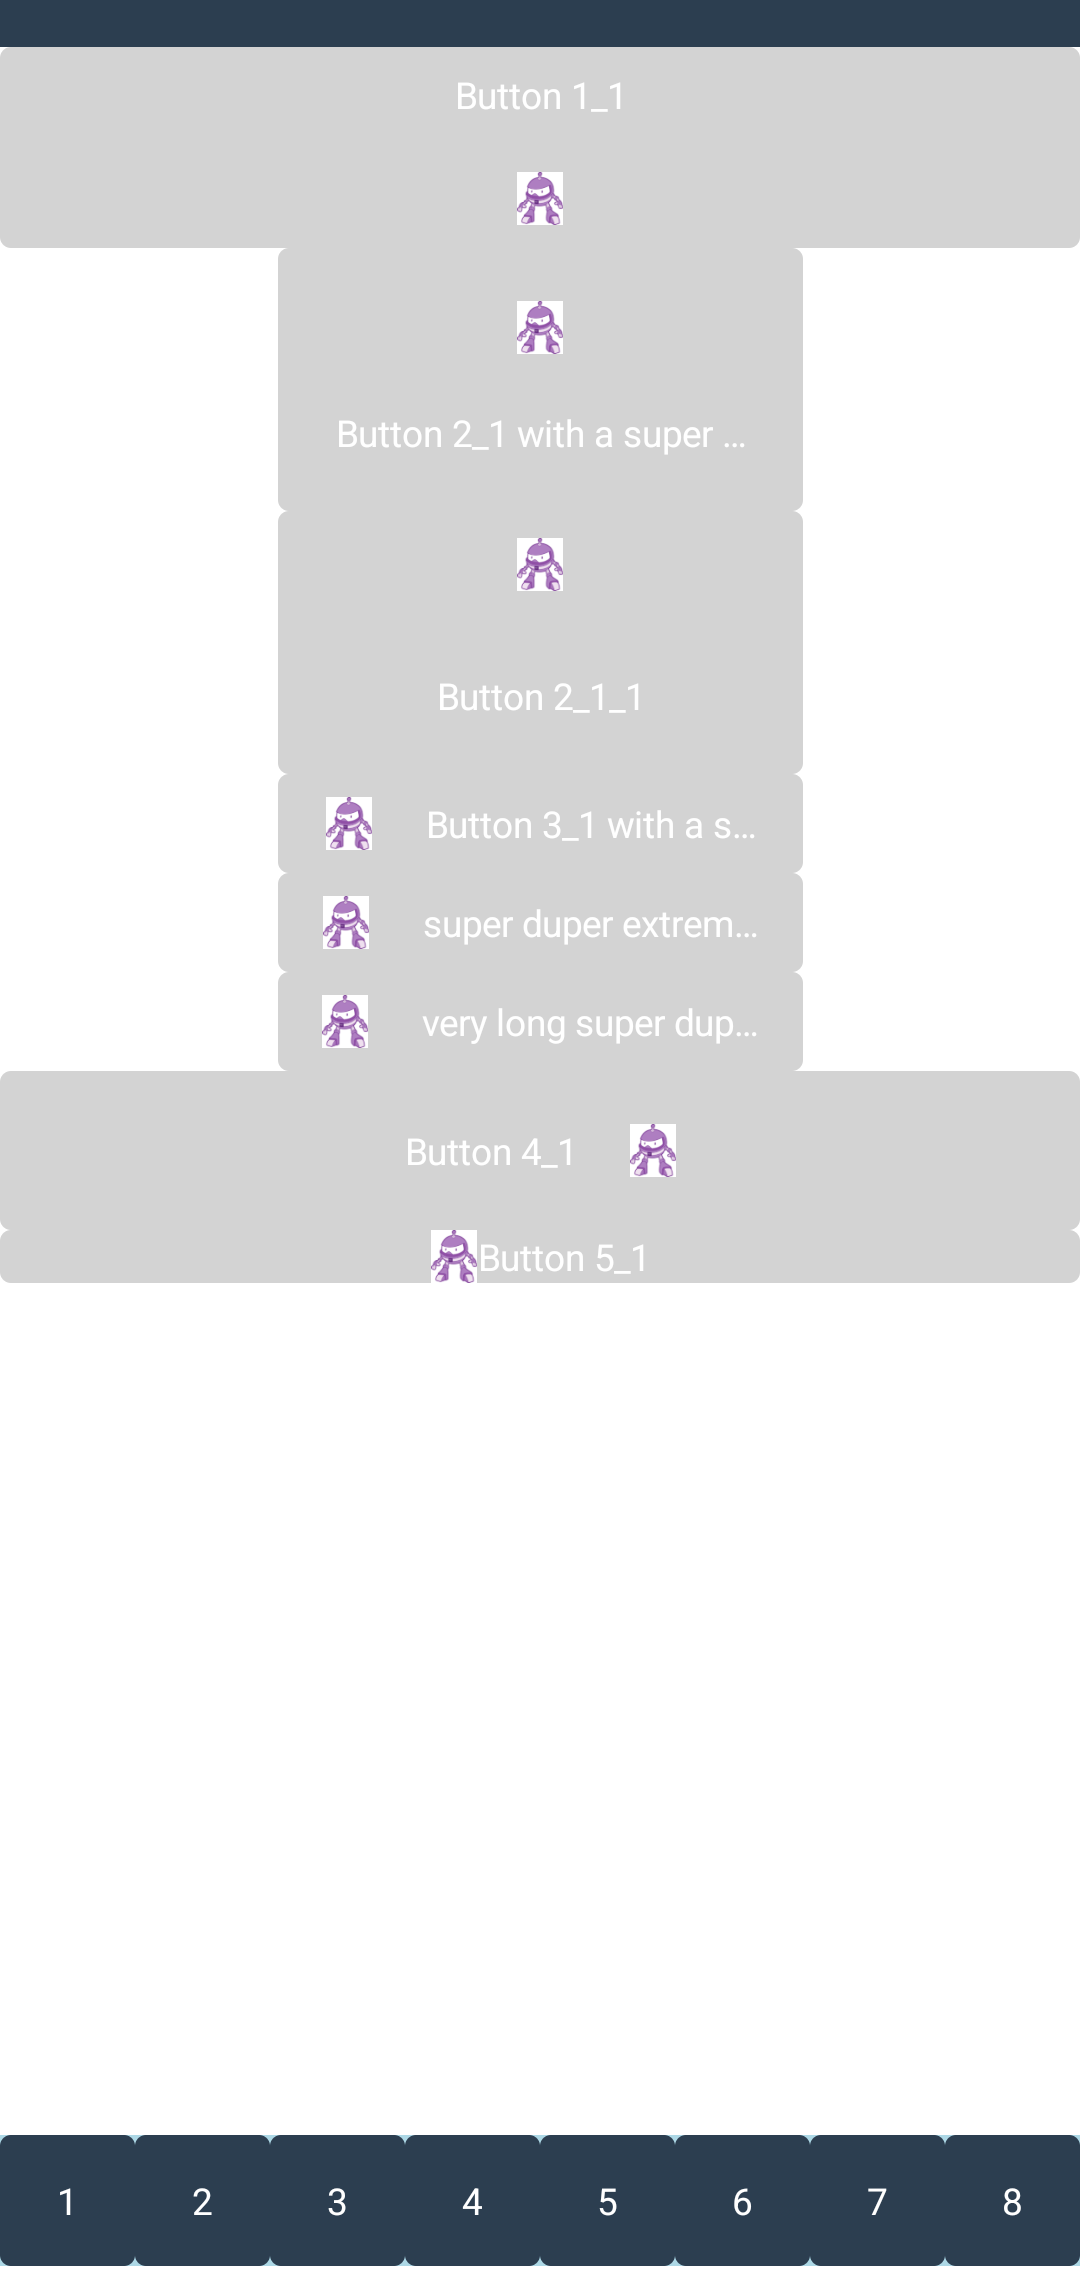 Button 1_1
Button 2_1 with a super ...
Button 2_1_1
Button 3_1 with a s...
super duper extrem...
very long super dup...
Button 4_1
Button 5_1
1 2 3 4 5 6 7 8